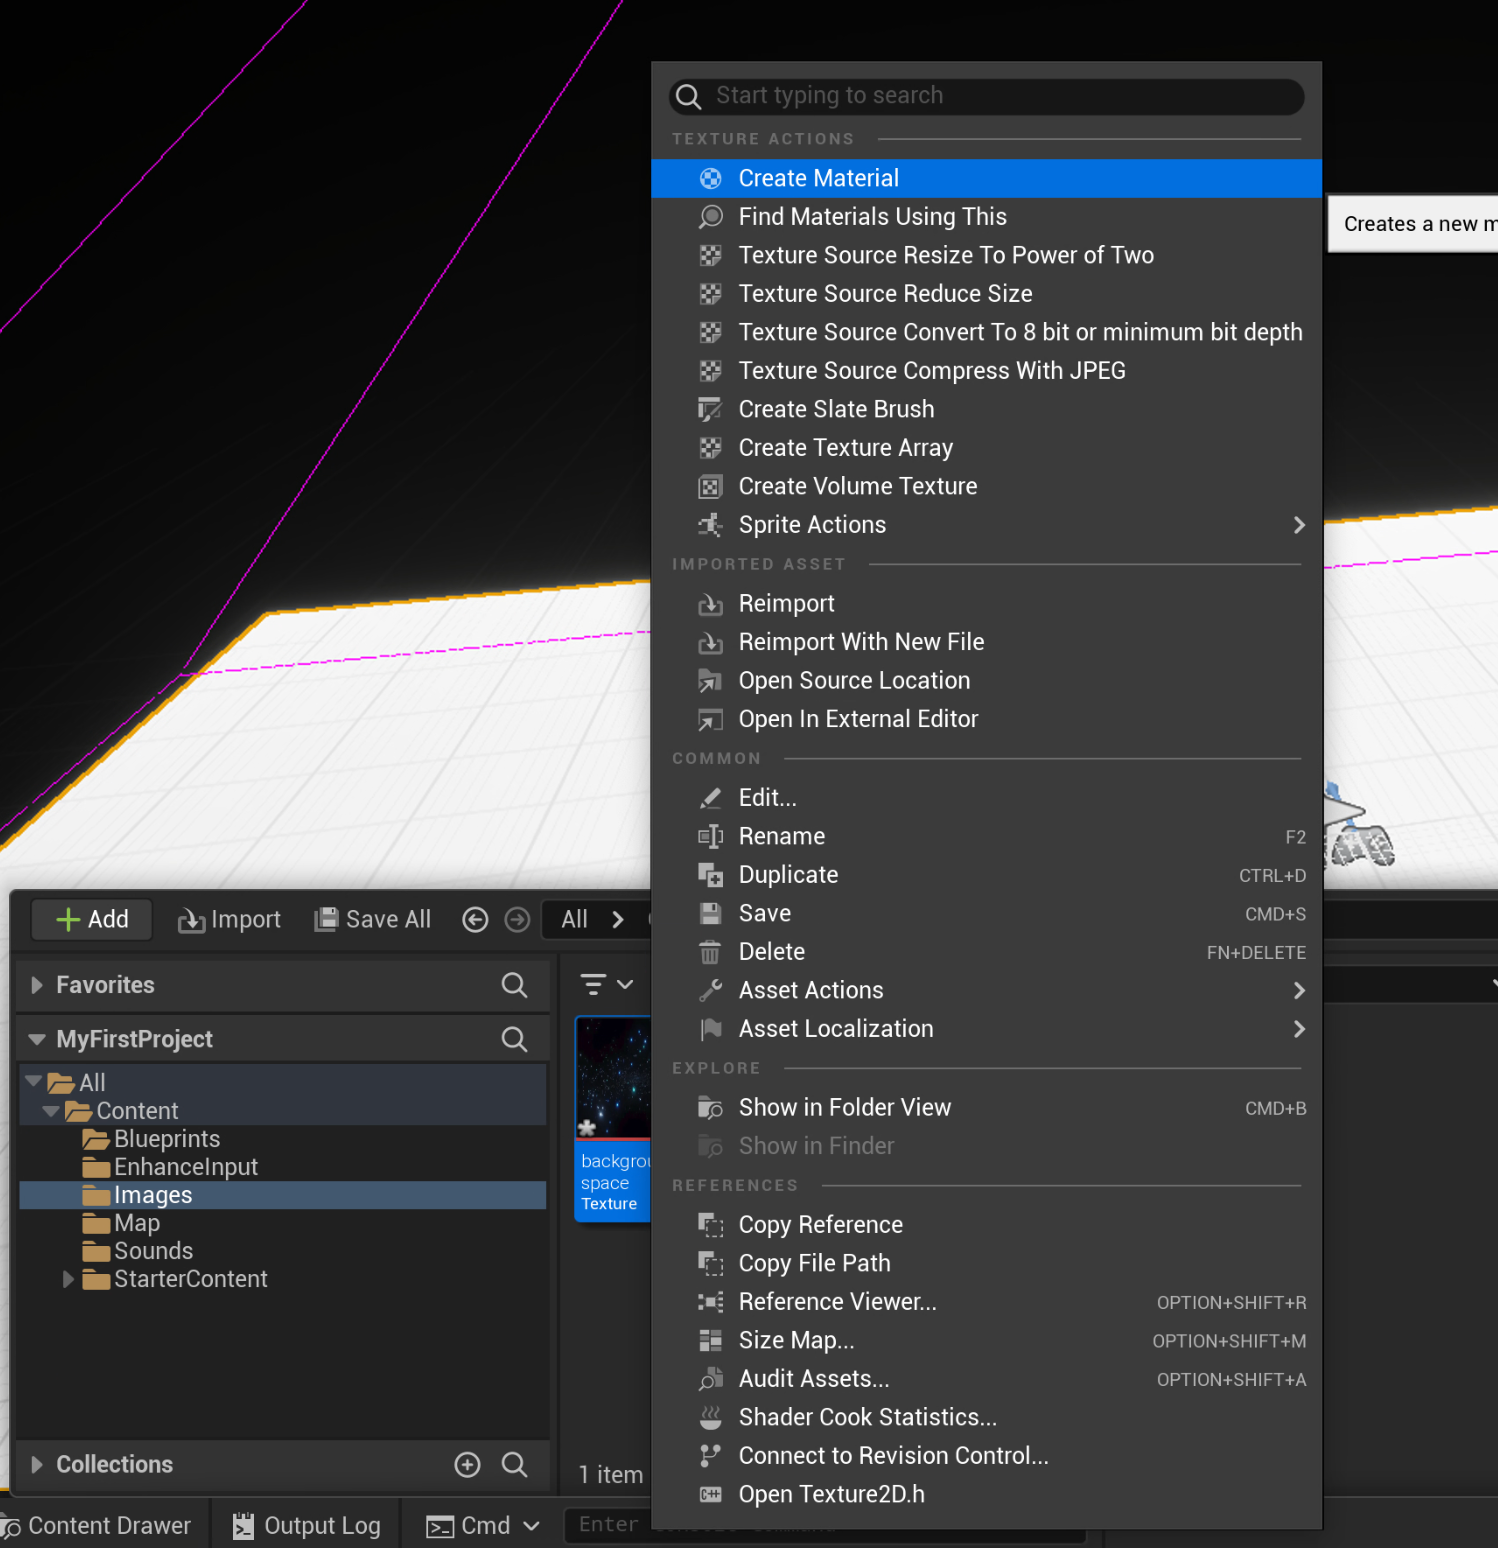 Start typing to search
TEXTURE ACTIONS
Create Material
Creates a new m
Find Materials Using This
Texture Source Resize To Power of Two
Texture Source Reduce Size
Texture Source Convert To 8 bit or minimum bit depth
Texture Source Compress With JPEG
Create Slate Brush
Create Texture Array
Create Volume Texture
Sprite Actions
IMPORTED ASSET
Reimport
Reimport With New File
Open Source Location
Open In External Editor
COMMON
Edit...
Rename F2
Duplicate CTRL+D
Save CMD+S
Delete FN+DELETE
Asset Actions
Asset Localization
EXPLORE
Show in Folder View CMD+B
Show in Finder
REFERENCES
Copy Reference
Copy File Path
Reference Viewer... OPTION+SHIFT+R
Size Map... OPTION+SHIFT+M
Audit Assets... OPTION+SHIFT+A
Shader Cook Statistics...
Connect to Revision Control...
C++ Open Texture2D.h
Add Import Save All All
Favorites
MyFirstProject
All
Content
Blueprints
EnhanceInput
Images
Map
Sounds
StarterContent
Collections
backgrou
space
Texture
1 item
Content Drawer Output Log Cmd Enter